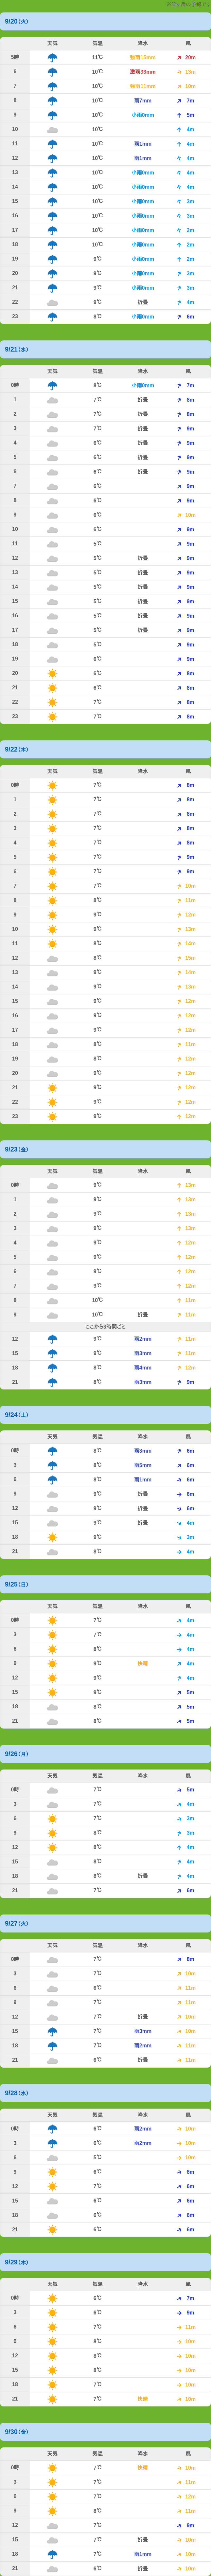 9/20(火)
天気 気温 降水 風
5時 11℃ 強雨15mm 20m
6 10℃ 激雨33mm 13m
7 10℃ 強雨11mm 10m
8 10℃ 雨7mm 7m
9 10℃ 小雨0mm 5m
10 10℃ 4m
11 10℃ 雨1mm 4m
12 10℃ 雨1mm 4m
13 10℃ 小雨0mm 4m
14 10℃ 小雨0mm 4m
15 10℃ 小雨0mm 3m
16 10℃ 小雨0mm 3m
17 10℃ 小雨0mm 2m
18 10℃ 小雨0mm 2m
19 9℃ 小雨0mm 2m
20 9℃ 小雨0mm 3m
21 9℃ 小雨0mm 3m
22 9℃ 折畳 4m
23 8℃ 小雨0mm 6m
9/21(水)
天気 気温 降水 風
0時 8℃ 小雨0mm 7m
1 7℃ 折畳 8m
2 7℃ 折畳 8m
3 7℃ 折畳 9m
4 6℃ 折畳 9m
5 6℃ 折畳 9m
6 6℃ 折畳 9m
7 6℃ 9m
8 6℃ 9m
9 6℃ 10m
10 6℃ 9m
11 5℃ 9m
12 5℃ 折畳 9m
13 5℃ 折畳 9m
14 5℃ 折畳 9m
15 5℃ 折畳 9m
16 5℃ 折畳 9m
17 5℃ 折畳 9m
18 5℃ 9m
19 6℃ 9m
20 6℃ 8m
21 6℃ 8m
22 7℃ 8m
23 7℃ 8m
9/22(木)
天気 気温 降水 風
0時 7℃ 8m
1 7℃ 8m
2 7℃ 8m
3 7℃ 8m
4 7℃ 8m
5 7℃ 9m
6 7℃ 9m
7 7℃ 10m
8 8℃ 11m
9 9℃ 12m
10 9℃ 13m
11 8℃ 14m
12 8℃ 15m
13 9℃ 14m
14 9℃ 13m
15 9℃ 12m
16 9℃ 12m
17 9℃ 12m
18 8℃ 11m
19 8℃ 12m
20 9℃ 12m
21 9℃ 12m
22 9℃ 12m
23 9℃ 12m
9/23(金)
天気 気温 降水 風
0時 9℃ 13m
1 9℃ 13m
2 9℃ 13m
3 9℃ 13m
4 9℃ 12m
5 9℃ 12m
6 9℃ 12m
7 9℃ 12m
8 10℃ 11m
9 10℃ 折畳 11m
ここから3時間ごと
12 9℃ 雨2mm 11m
15 9℃ 雨3mm 11m
18 9℃ 雨4mm 12m
21 8℃ 雨3mm 9m
9/24(土)
天気 気温 降水 風
0時 8℃ 雨3mm 6m
3 8℃ 雨5mm 6m
6 8℃ 雨1mm 6m
9 9℃ 折畳 6m
12 9℃ 折畳 6m
15 9℃ 折畳 4m
18 9℃ 3m
21 8℃ 4m
9/25(日)
天気 気温 降水 風
0時 7℃ 4m
3 7℃ 4m
6 8℃ 4m
9 9℃ 快晴 4m
12 9℃ 4m
15 9℃ 5m
18 8℃ 5m
21 8℃ 5m
9/26(月)
天気 気温 降水 風
0時 7℃ 5m
3 7℃ 4m
6 7℃ 3m
9 8℃ 3m
12 8℃ 4m
15 8℃ 4m
18 8℃ 折畳 4m
21 7℃ 6m
9/27(火)
天気 気温 降水 風
0時 7℃ 8m
3 7℃ 10m
6 6℃ 11m
9 7℃ 11m
12 7℃ 折畳 10m
15 7℃ 雨3mm 10m
18 7℃ 雨2mm 11m
21 6℃ 折畳 11m
9/28(水)
天気 気温 降水 風
0時 6℃ 雨2mm 10m
3 6℃ 雨2mm 10m
6 5℃ 10m
9 6℃ 8m
12 7℃ 6m
15 6℃ 6m
18 6℃ 6m
21 6℃ 6m
9/29(木)
天気 気温 降水 風
0時 6℃ 7m
3 6℃ 9m
6 7℃ 11m
9 8℃ 10m
12 8℃ 10m
15 8℃ 10m
18 7℃ 10m
21 7℃ 快晴 10m
9/30(金)
天気 気温 降水 風
0時 7℃ 快晴 10m
3 7℃ 11m
6 7℃ 12m
9 8℃ 11m
12 7℃ 9m
15 7℃ 折畳 10m
18 7℃ 雨1mm 10m
21 6℃ 折畳 10m